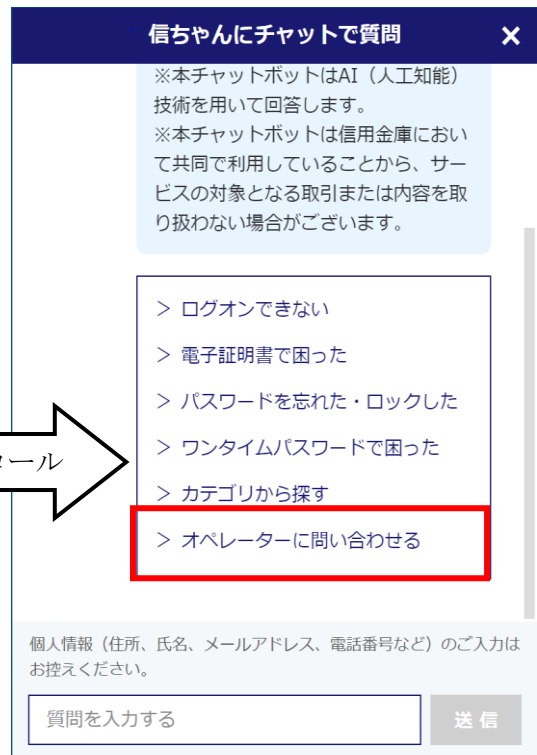 信ちゃんにチャットで質問 ×
※本チャットボットはAI（人工知能）
技術を用いて回答します。
※本チャットボットは信用金庫におい
て共同で利用していることから、サー
ビスの対象となる取引または内容を取
り扱わない場合がございます。
＞ ログオンできない
＞ 電子証明書で困った
＞ パスワードを忘れた・ロックした
＞ ワンタイムパスワードで困った
ール
＞ カテゴリから探す
＞ オペレーターに問い合わせる
個人情報（住所、氏名、メールアドレス、電話番号など）のご入力は
お控えください。
質問を入力する
送信